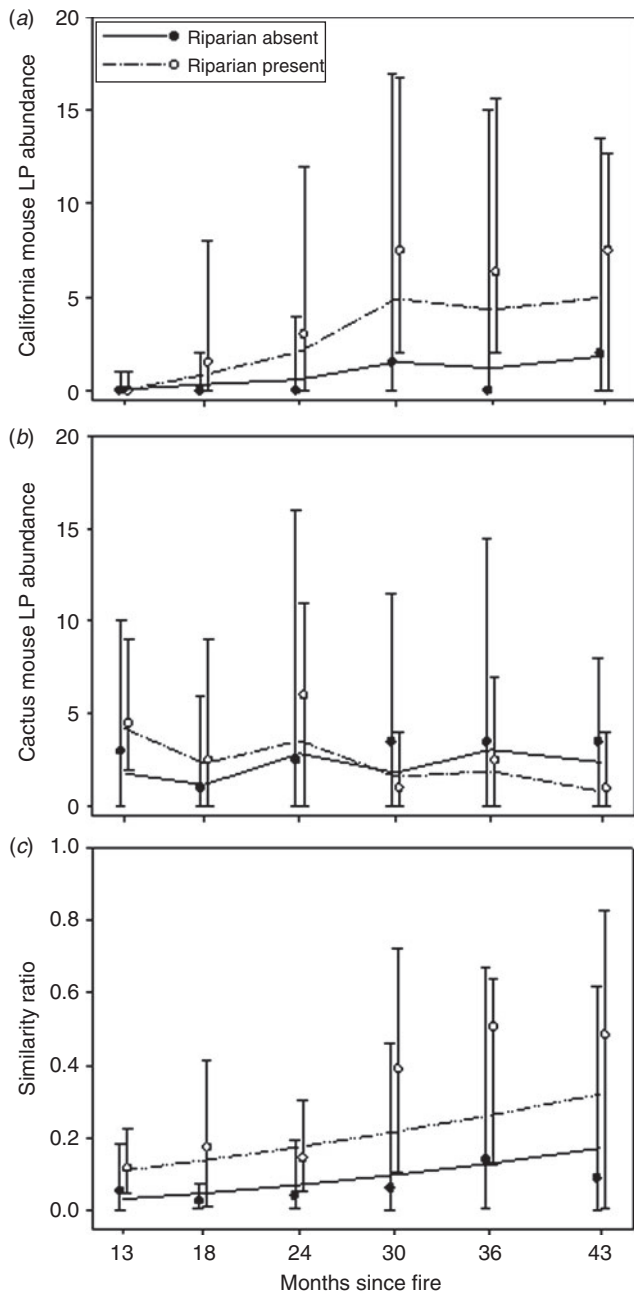 (a)
20
15
10
5
0
California mouse LP abundance
Riparian absent
Riparian present
(b)
20
15
10
5
0
Cactus mouse LP abundance
(c)
1.0
0.8
0.6
0.4
0.2
0.0
Similarity ratio
13 18 24 30 36 43
Months since fire